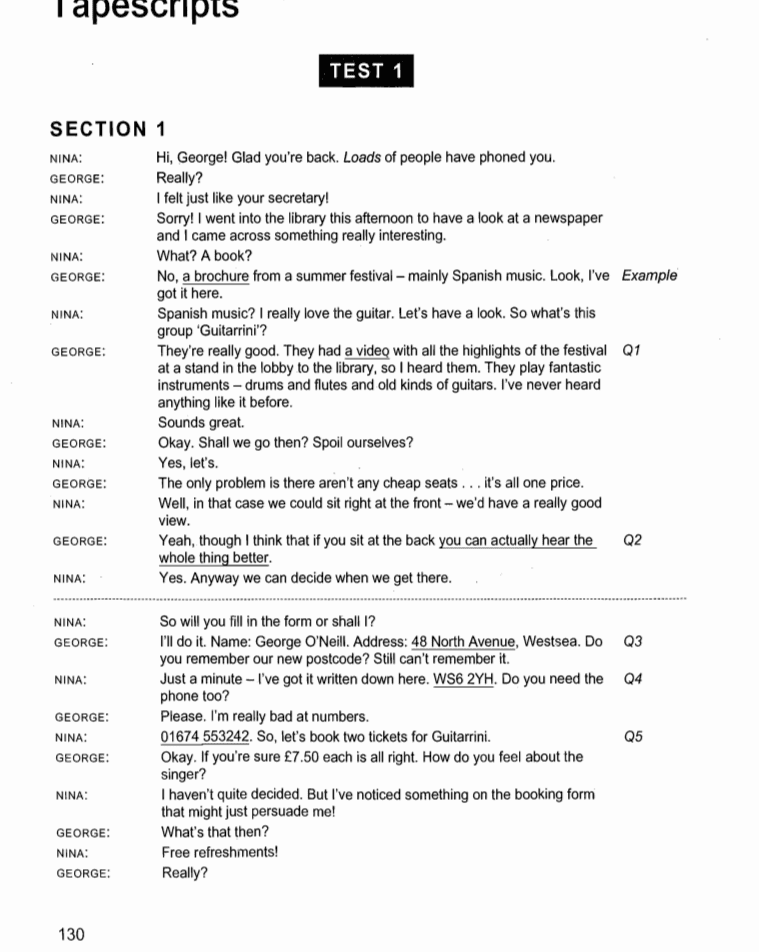 Tapescripts
TEST 1
SECTION 1
NINA: Hi, George! Glad you're back. Loads of people have phoned you.
GEORGE: Really?
NINA: I felt just like your secretary!
GEORGE: Sorry! I went into the library this afternoon to have a look at a newspaper
and I came across something really interesting.
NINA: What? A book?
GEORGE: No, a brochure from a summer festival – mainly Spanish music. Look, I've Example
got it here.
NINA: Spanish music? I really love the guitar. Let's have a look. So what's this
group 'Guitarrini'?
GEORGE: They're really good. They had a video with all the highlights of the festival Q1
at a stand in the lobby to the library, so I heard them. They play fantastic
instruments – drums and flutes and old kinds of guitars. I've never heard
anything like it before.
NINA: Sounds great.
GEORGE: Okay. Shall we go then? Spoil ourselves?
NINA: Yes, let's.
GEORGE: The only problem is there aren't any cheap seats . . . it's all one price.
NINA: Well, in that case we could sit right at the front – we'd have a really good
view.
GEORGE: Yeah, though I think that if you sit at the back you can actually hear the Q2
whole thing better.
NINA: Yes. Anyway we can decide when we get there.
NINA: So will you fill in the form or shall I?
GEORGE: I'll do it. Name: George O'Neill. Address: 48 North Avenue, Westsea. Do Q3
you remember our new postcode? Still can't remember it.
NINA: Just a minute – I've got it written down here. WS6 2YH. Do you need the Q4
phone too?
GEORGE: Please. I'm really bad at numbers.
NINA: 01674 553242. So, let's book two tickets for Guitarrini. Q5
GEORGE: Okay. If you're sure £7.50 each is all right. How do you feel about the
singer?
NINA: I haven't quite decided. But I've noticed something on the booking form
that might just persuade me!
GEORGE: What's that then?
NINA: Free refreshments!
GEORGE: Really?
130